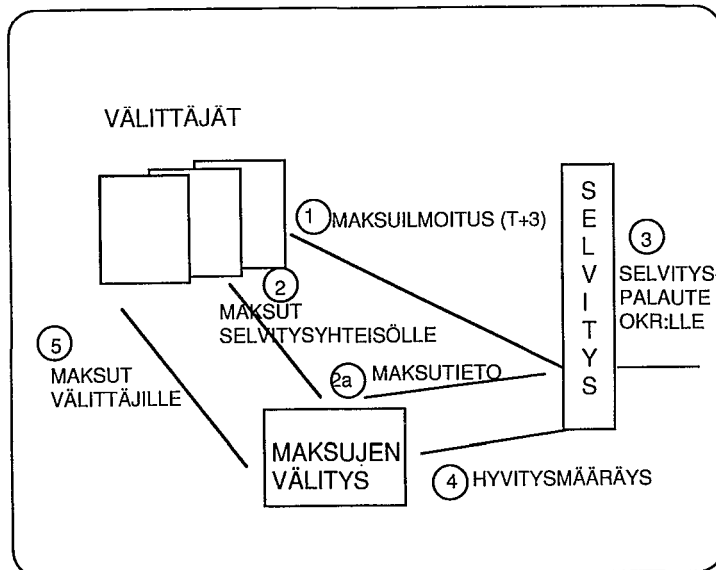 VÄLITTÄJÄT
1 MAKSUILMOITUS (T+3)
2
MAKSUT
SELVITYSYHTEISÖLLE
2a MAKSUTIETO
SELVITYS
3
SELVITYS-
PALAUTE
OKR:LLE
5
MAKSUT
VÄLITTÄJILLE
MAKSUJEN
VÄLITYS
4 HYVITYSMÄÄRÄYS